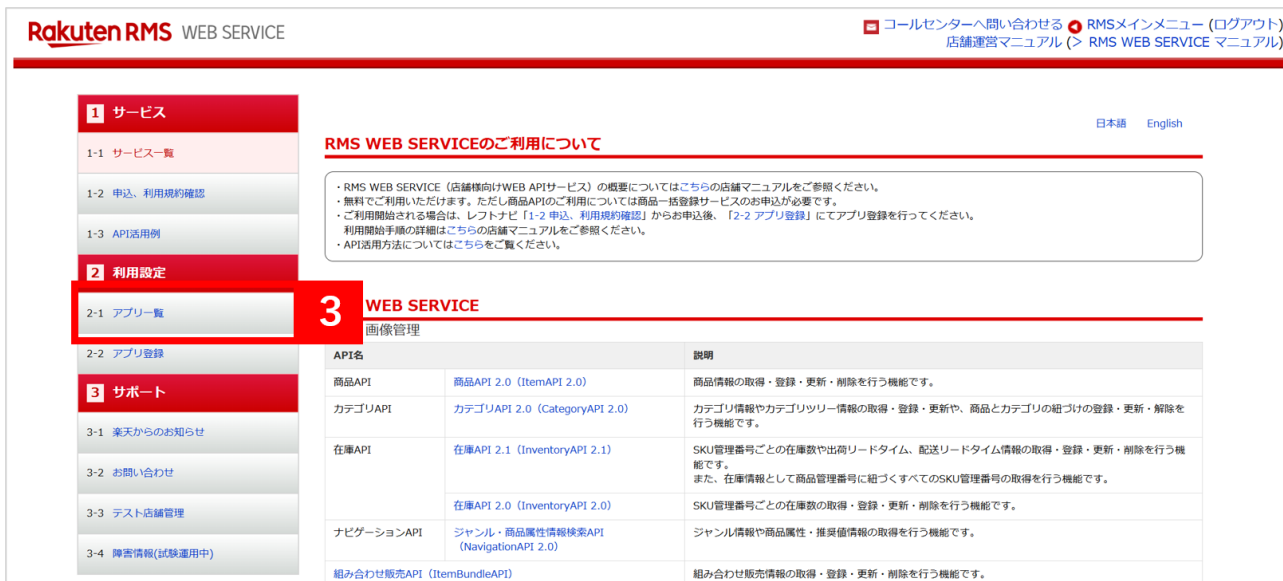 Rakuten RMS WEB SERVICE
コールセンターへ問い合わせる RMSメインメニュー (ログアウト)
店舗運営マニュアル (> RMS WEB SERVICE マニュアル)
1 サービス
1-1 サービス一覧
1-2 申込、利用規約確認
1-3 API活用例
2 利用設定
2-1 アプリ一覧
3
2-2 アプリ登録
3 サポート
3-1 楽天からのお知らせ
3-2 お問い合わせ
3-3 テスト店舗管理
3-4 障害情報(試験運用中)
日本語 English
RMS WEB SERVICEのご利用について
・RMS WEB SERVICE（店舗様向けWEB APIサービス）の概要についてはこちらの店舗マニュアルをご参照ください。
・無料でご利用いただけます。ただし商品APIのご利用については商品一括登録サービスのお申込が必要です。
・ご利用開始される場合は、レフトナビ「1-2 申込、利用規約確認」からお申込後、「2-2 アプリ登録」にてアプリ登録を行ってください。
利用開始手順の詳細はこちらの店舗マニュアルをご参照ください。
・API活用方法についてはこちらをご覧ください。
WEB SERVICE
画像管理
API名 説明
商品API 商品API 2.0（ItemAPI 2.0） 商品情報の取得・登録・更新・削除を行う機能です。
カテゴリAPI カテゴリAPI 2.0（CategoryAPI 2.0） カテゴリ情報やカテゴリツリー情報の取得・登録・更新や、商品とカテゴリの紐づけの登録・更新・解除を
行う機能です。
在庫API 在庫API 2.1（InventoryAPI 2.1） SKU管理番号ごとの在庫数や出荷リードタイム、配送リードタイム情報の取得・登録・更新・削除を行う機
能です。
また、在庫情報として商品管理番号に紐づくすべてのSKU管理番号の取得を行う機能です。
在庫API 2.0（InventoryAPI 2.0） SKU管理番号ごとの在庫数の取得・登録・更新・削除を行う機能です。
ナビゲーションAPI ジャンル・商品属性情報検索API ジャンル情報や商品属性・推奨値情報の取得を行う機能です。
（NavigationAPI 2.0）
組み合わせ販売API（ItemBundleAPI） 組み合わせ販売情報の取得・登録・更新・削除を行う機能です。